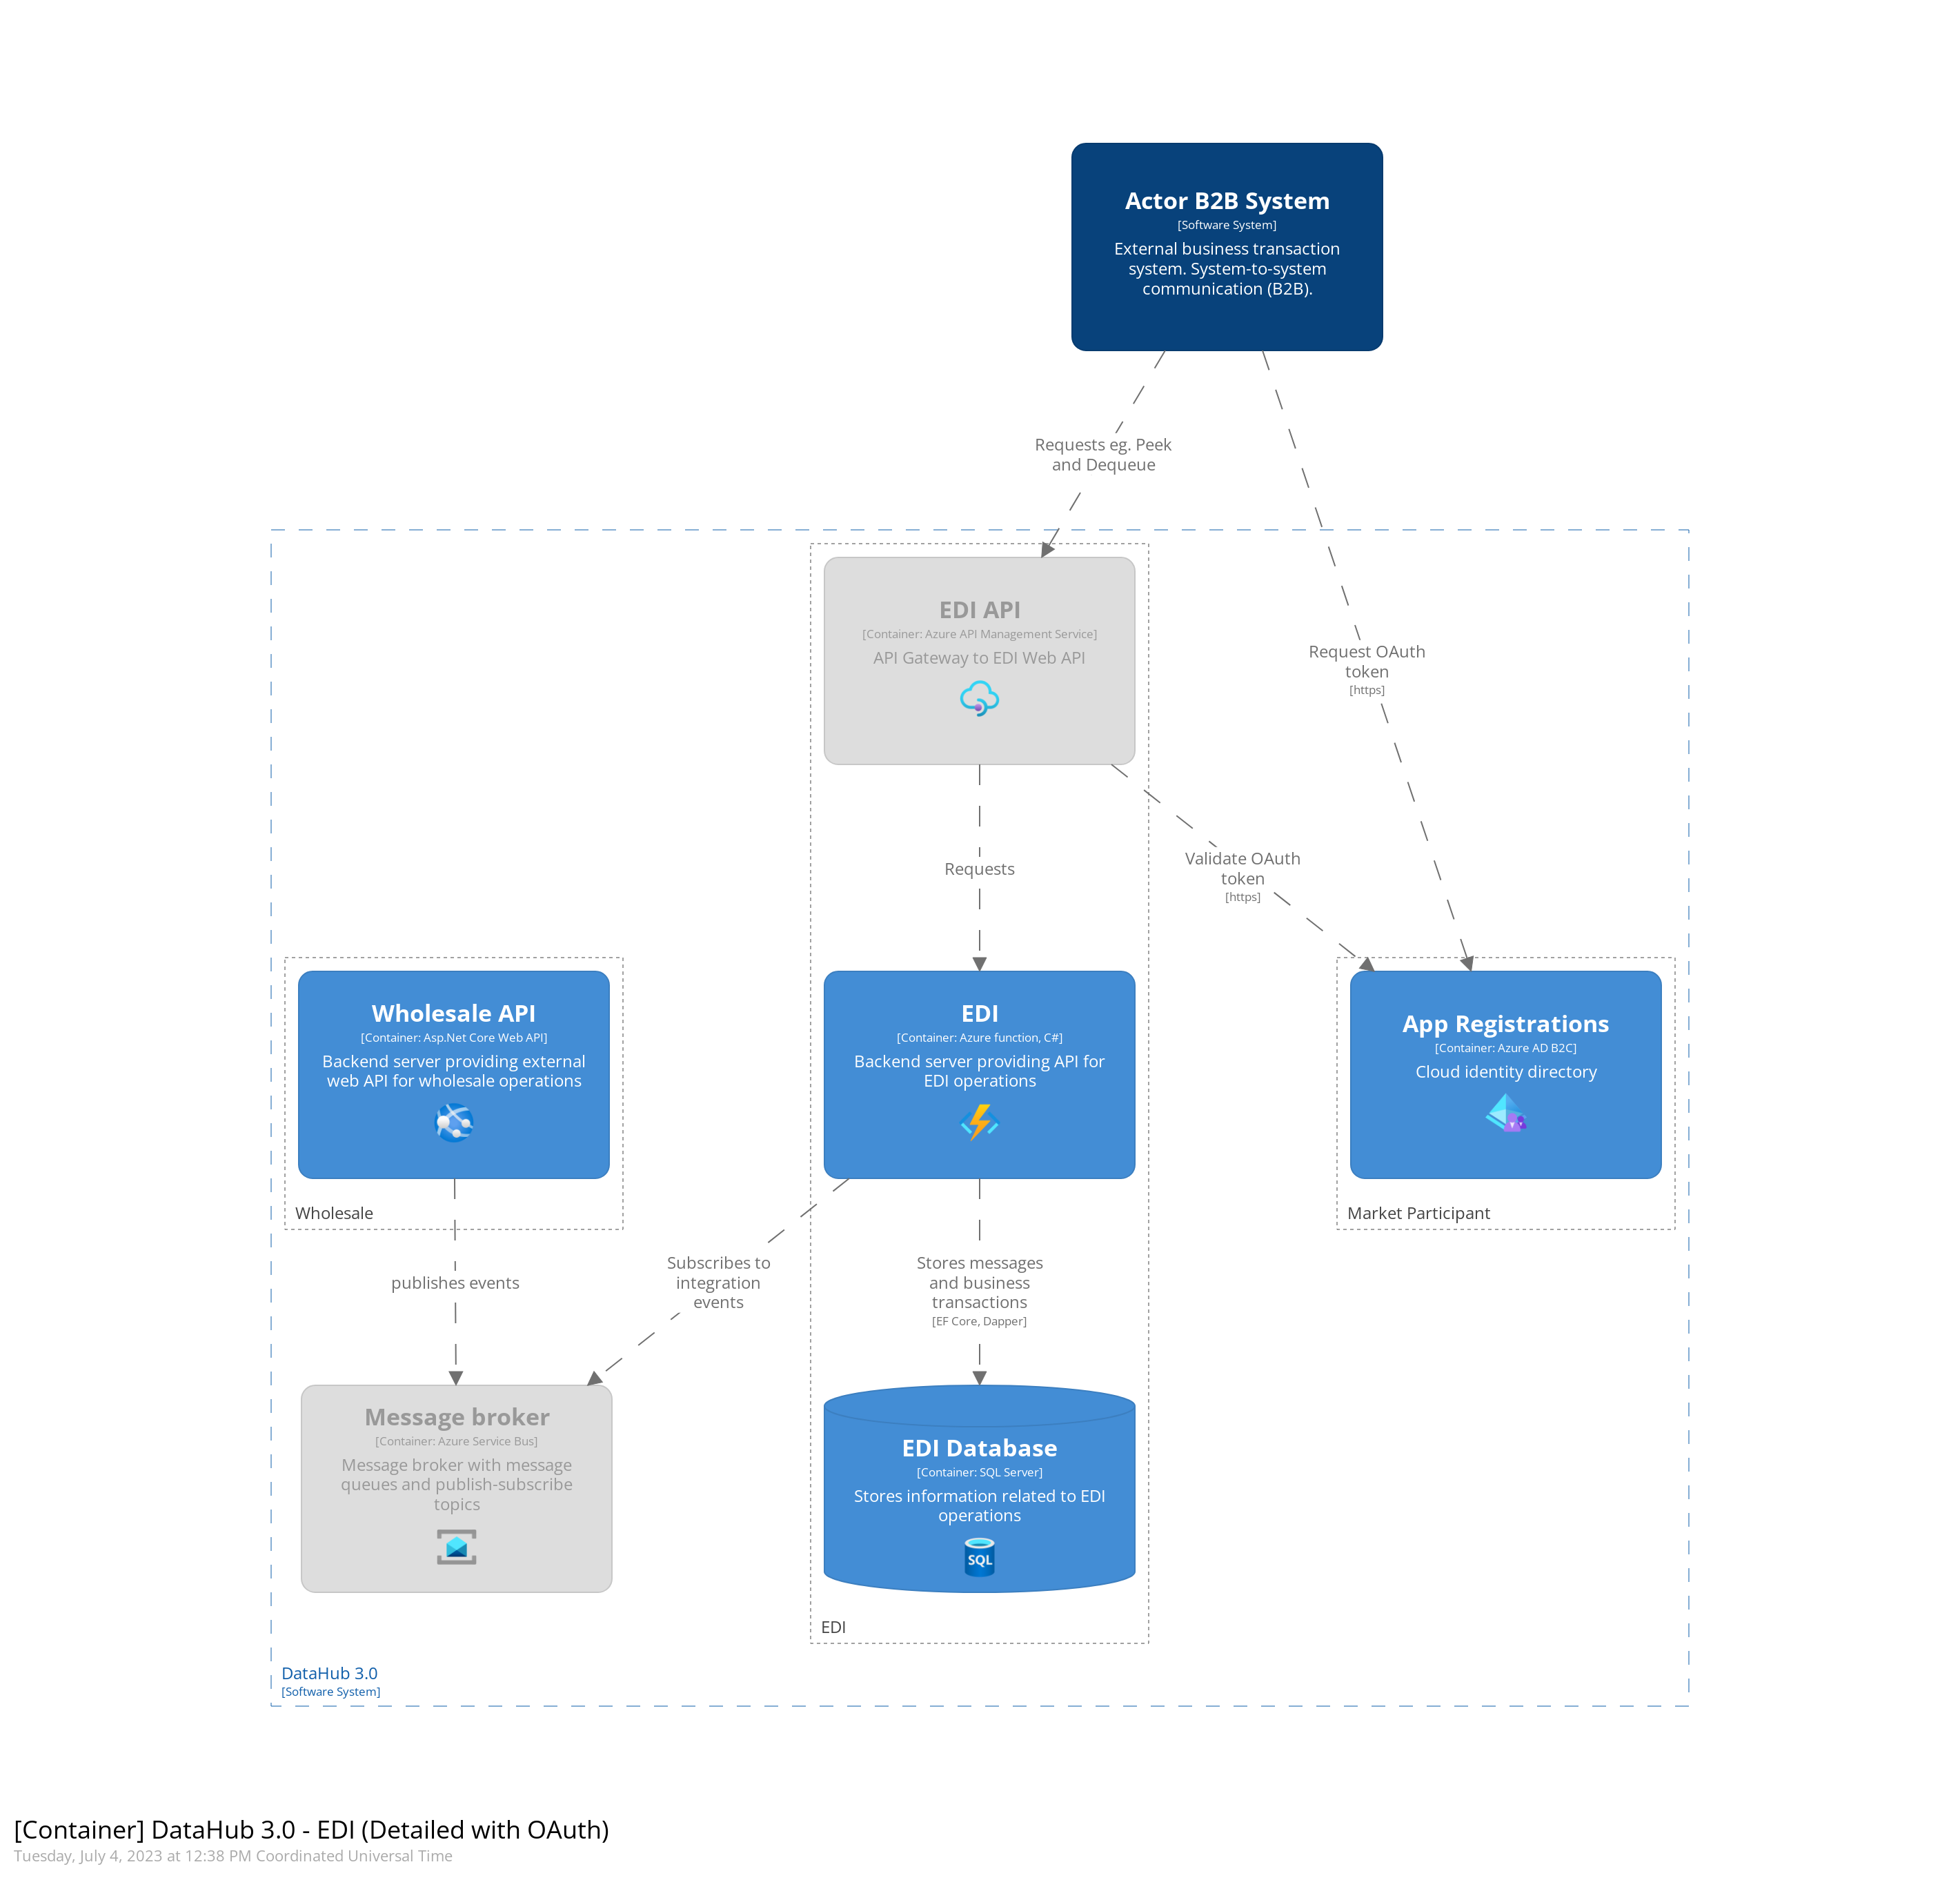 Actor B2B System
[Software System]
External business transaction
system. System-to-system
communication (B2B).
Requests eg. Peek
and Dequeue
EDI API
[Container: Azure API Management Service]
API Gateway to EDI Web API
Request OAuth
token
[https]
Requests
Validate OAuth
token
[https]
Wholesale API
[Container: Asp.Net Core Web API]
Backend server providing external
web API for wholesale operations
Wholesale
EDI
[Container: Azure function, C#]
Backend server providing API for
EDI operations
App Registrations
[Container: Azure AD B2C]
Cloud identity directory
Market Participant
publishes events
Subscribes to
integration
events
Stores messages
and business
transactions
[EF Core, Dapper]
Message broker
[Container: Azure Service Bus]
Message broker with message
queues and publish-subscribe
topics
EDI Database
[Container: SQL Server]
Stores information related to EDI
operations
SQL
EDI
DataHub 3.0
[Software System]
[Container] DataHub 3.0 - EDI (Detailed with OAuth)
Tuesday, July 4, 2023 at 12:38 PM Coordinated Universal Time